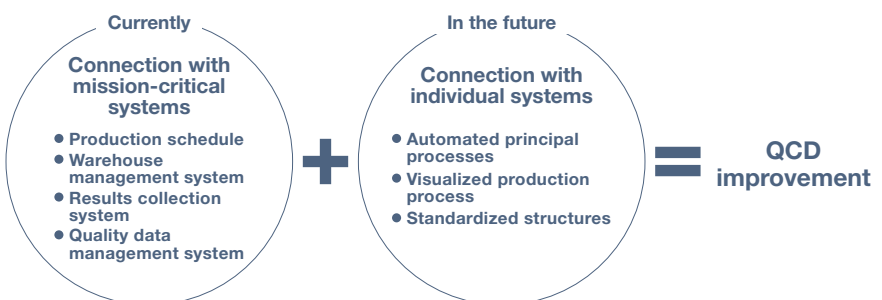 Currently
Connection with
mission-critical
systems
• Production schedule
• Warehouse
management system
• Results collection
system
• Quality data
management system
+
In the future
Connection with
individual systems
• Automated principal
processes
• Visualized production
process
• Standardized structures
=
QCD
improvement